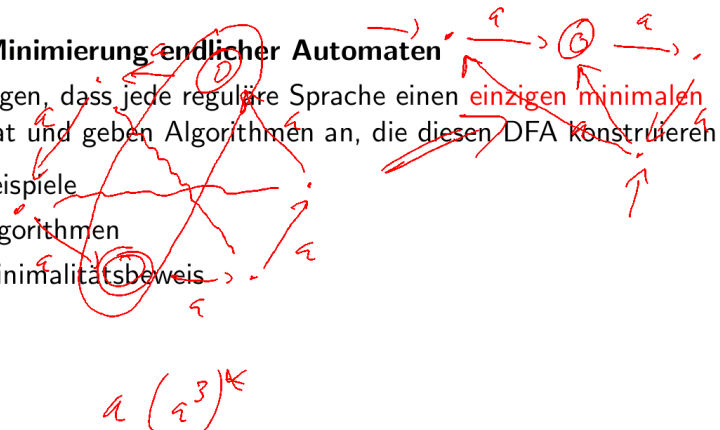 a a
Minimierung endlicher Automaten
a
gen, dass jede reguläre Sprache einen einzigen minimalen
a a a a
at und geben Algorithmen an, die diesen DFA konstruieren
eispiele
gorithmen
a a
inimalitätsbeweis
a
a (a³)*